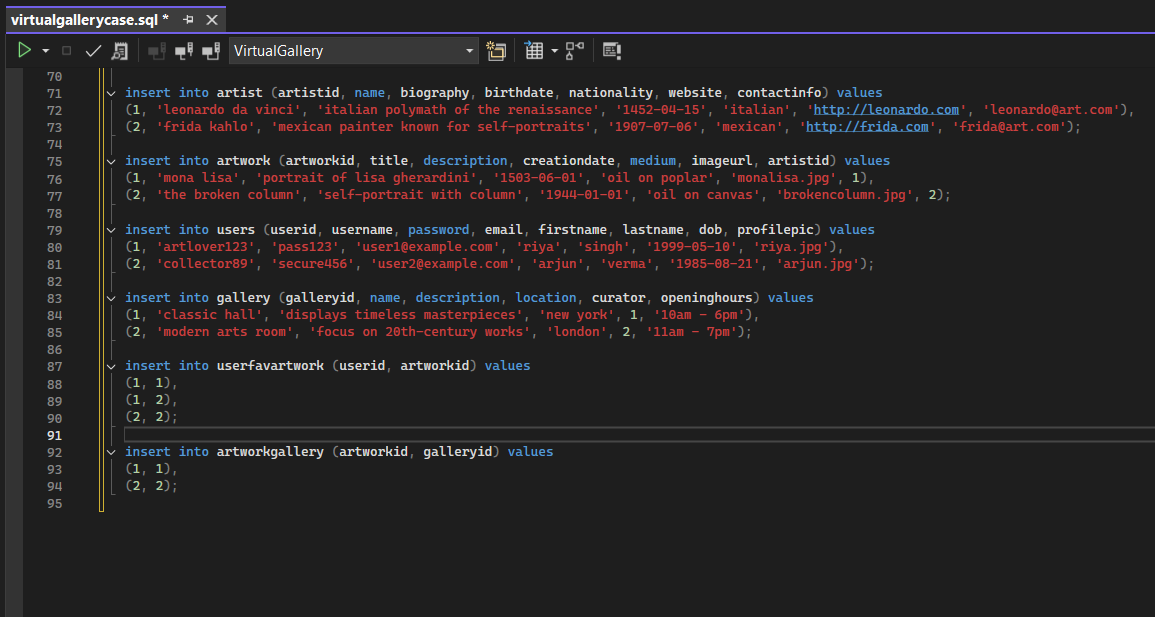 virtualgallerycase.sql *
VirtualGallery
70
71 insert into artist (artistid, name, biography, birthdate, nationality, website, contactinfo) values
72 (1, 'leonardo da vinci', 'italian polymath of the renaissance', '1452-04-15', 'italian', 'http://leonardo.com', 'leonardo@art.com'),
73 (2, 'frida kahlo', 'mexican painter known for self-portraits', '1907-07-06', 'mexican', 'http://frida.com', 'frida@art.com');
74
75 insert into artwork (artworkid, title, description, creationdate, medium, imageurl, artistid) values
76 (1, 'mona lisa', 'portrait of lisa gherardini', '1503-06-01', 'oil on poplar', 'monalisa.jpg', 1),
77 (2, 'the broken column', 'self-portrait with column', '1944-01-01', 'oil on canvas', 'brokencolumn.jpg', 2);
78
79 insert into users (userid, username, password, email, firstname, lastname, dob, profilepic) values
80 (1, 'artlover123', 'pass123', 'user1@example.com', 'riya', 'singh', '1999-05-10', 'riya.jpg'),
81 (2, 'collector89', 'secure456', 'user2@example.com', 'arjun', 'verma', '1985-08-21', 'arjun.jpg');
82
83 insert into gallery (galleryid, name, description, location, curator, openinghours) values
84 (1, 'classic hall', 'displays timeless masterpieces', 'new york', 1, '10am - 6pm'),
85 (2, 'modern arts room', 'focus on 20th-century works', 'london', 2, '11am - 7pm');
86
87 insert into userfavartwork (userid, artworkid) values
88 (1, 1),
89 (1, 2),
90 (2, 2);
91
92 insert into artworkgallery (artworkid, galleryid) values
93 (1, 1),
94 (2, 2);
95